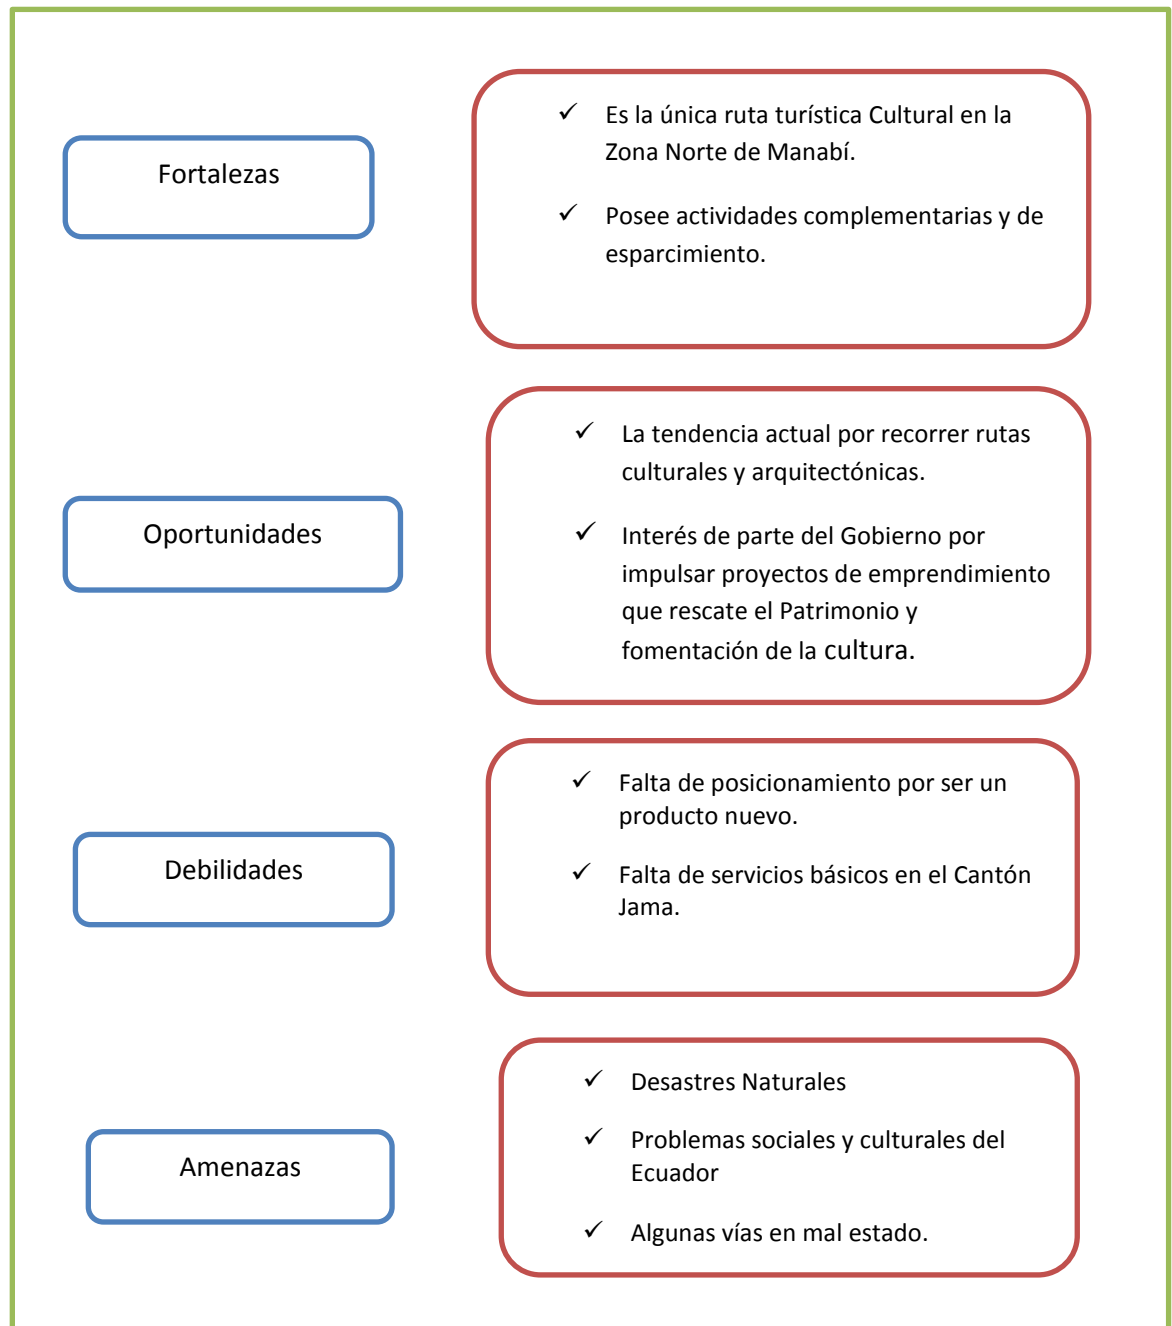 Fortalezas
✓ Es la única ruta turística Cultural en la
Zona Norte de Manabí.
✓ Posee actividades complementarias y de
esparcimiento.
Oportunidades
✓ La tendencia actual por recorrer rutas
culturales y arquitectónicas.
✓ Interés de parte del Gobierno por
impulsar proyectos de emprendimiento
que rescate el Patrimonio y
fomentación de la cultura.
Debilidades
✓ Falta de posicionamiento por ser un
producto nuevo.
✓ Falta de servicios básicos en el Cantón
Jama.
Amenazas
✓ Desastres Naturales
✓ Problemas sociales y culturales del
Ecuador
✓ Algunas vías en mal estado.